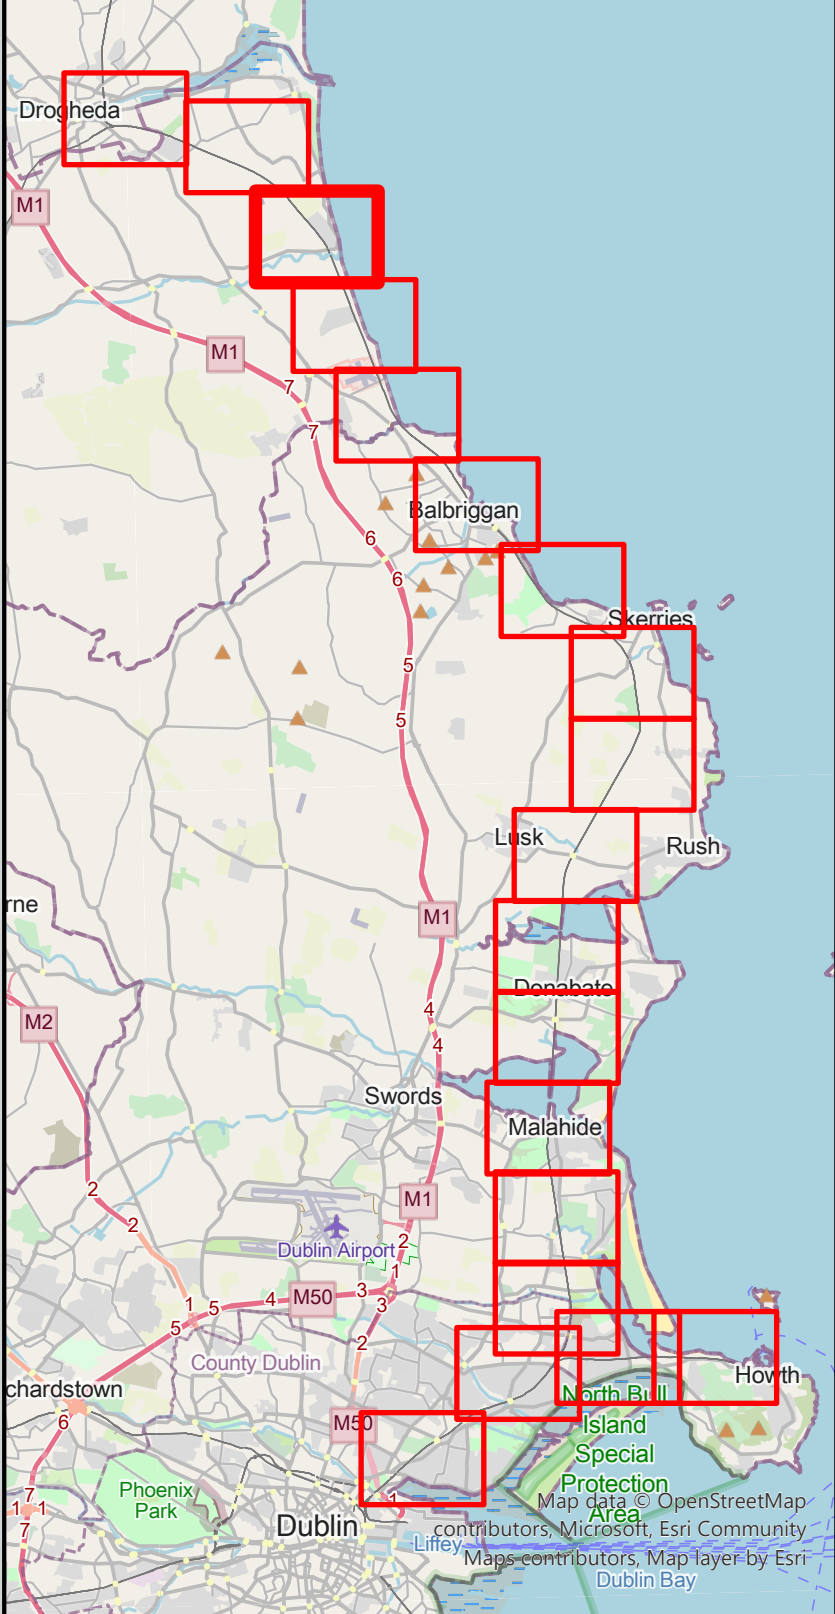 Drogheda
M1
M1
7
7
Balbriggan
6
6
Skerries
5
5
Lusk
Rush
rne
M1
Donabate
4
M2
4
Swords
Malahide
2
M1
2
Dublin Airport
2
1
M50
3
4
5
1
3
5
2
County Dublin
Howth
chardstown
North Bull
Island
Special
Protection
Area
6
M50
Phoenix
Park
7
1
1
7
1
Dublin
Liffey
Map data © OpenStreetMap
contributors, Microsoft, Esri Community
Maps contributors, Map layer by Esri
Dublin Bay